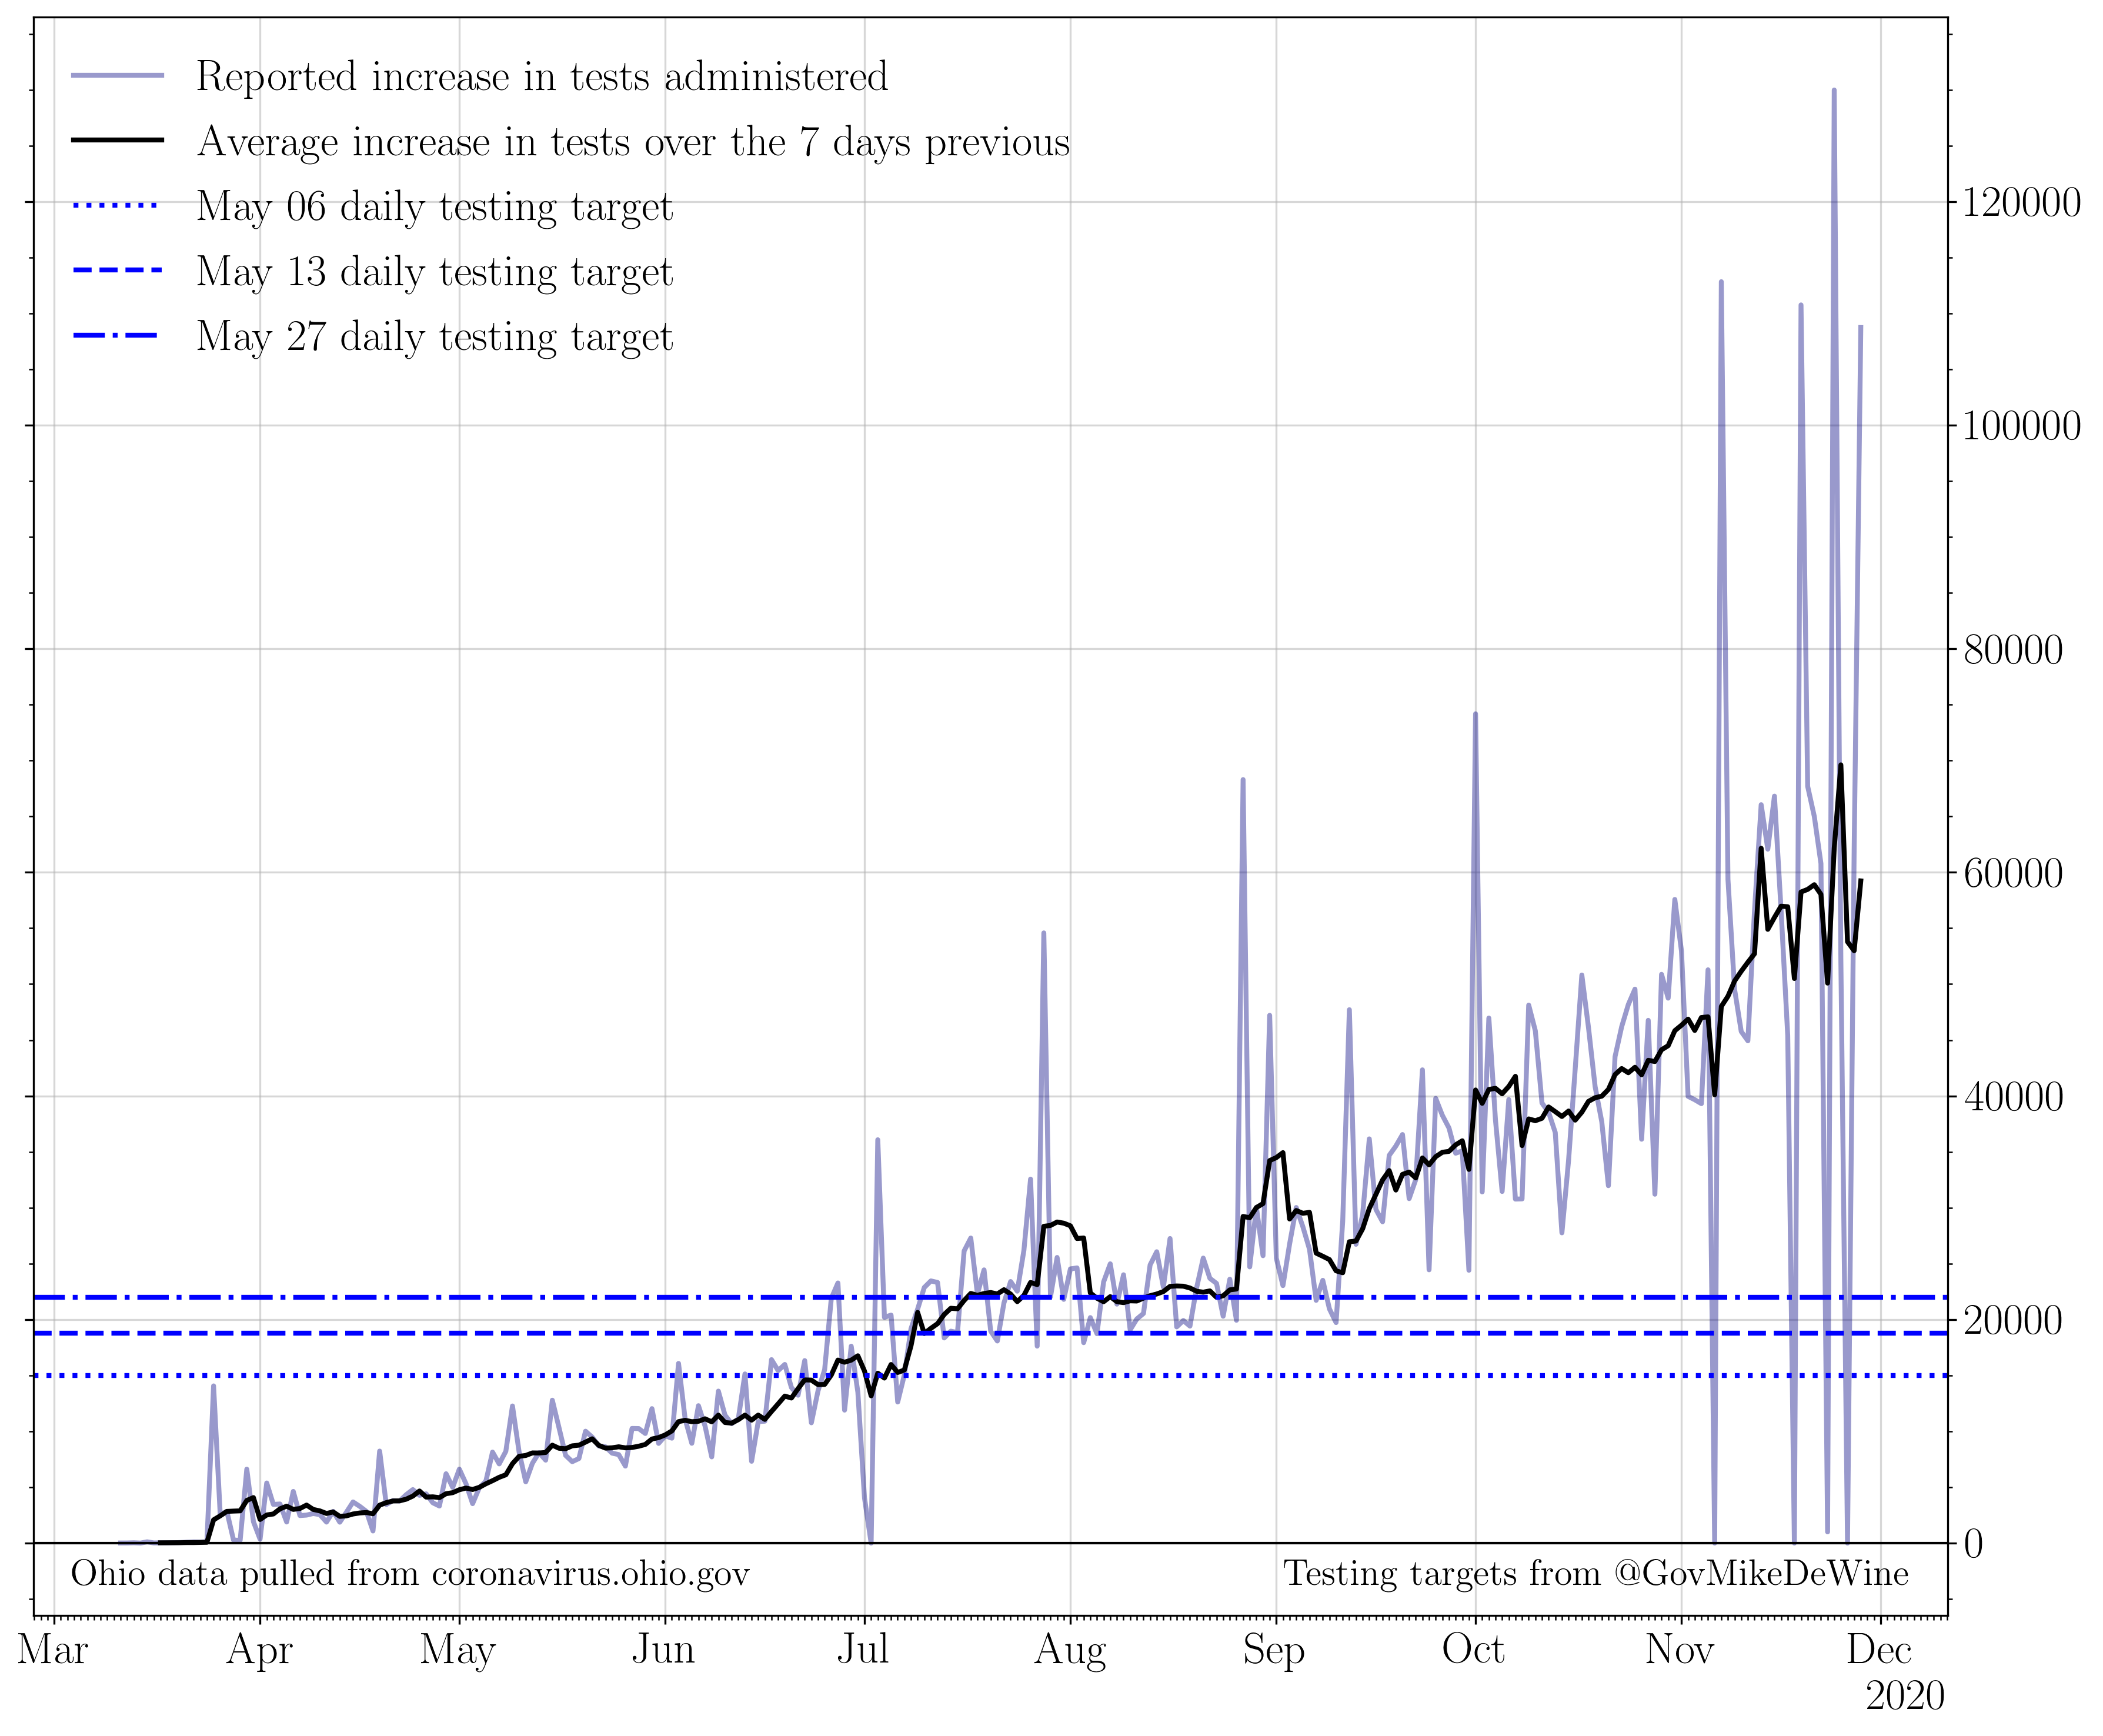 Reported increase in tests administered
Average increase in tests over the 7 days previous
May 06 daily testing target
May 13 daily testing target
May 27 daily testing target
120000
100000
80000
60000
40000
20000
0
Ohio data pulled from coronavirus.ohio.gov
Testing targets from @GovMikeDeWine
Mar Apr May Jun Jul Aug Sep Oct Nov Dec
2020